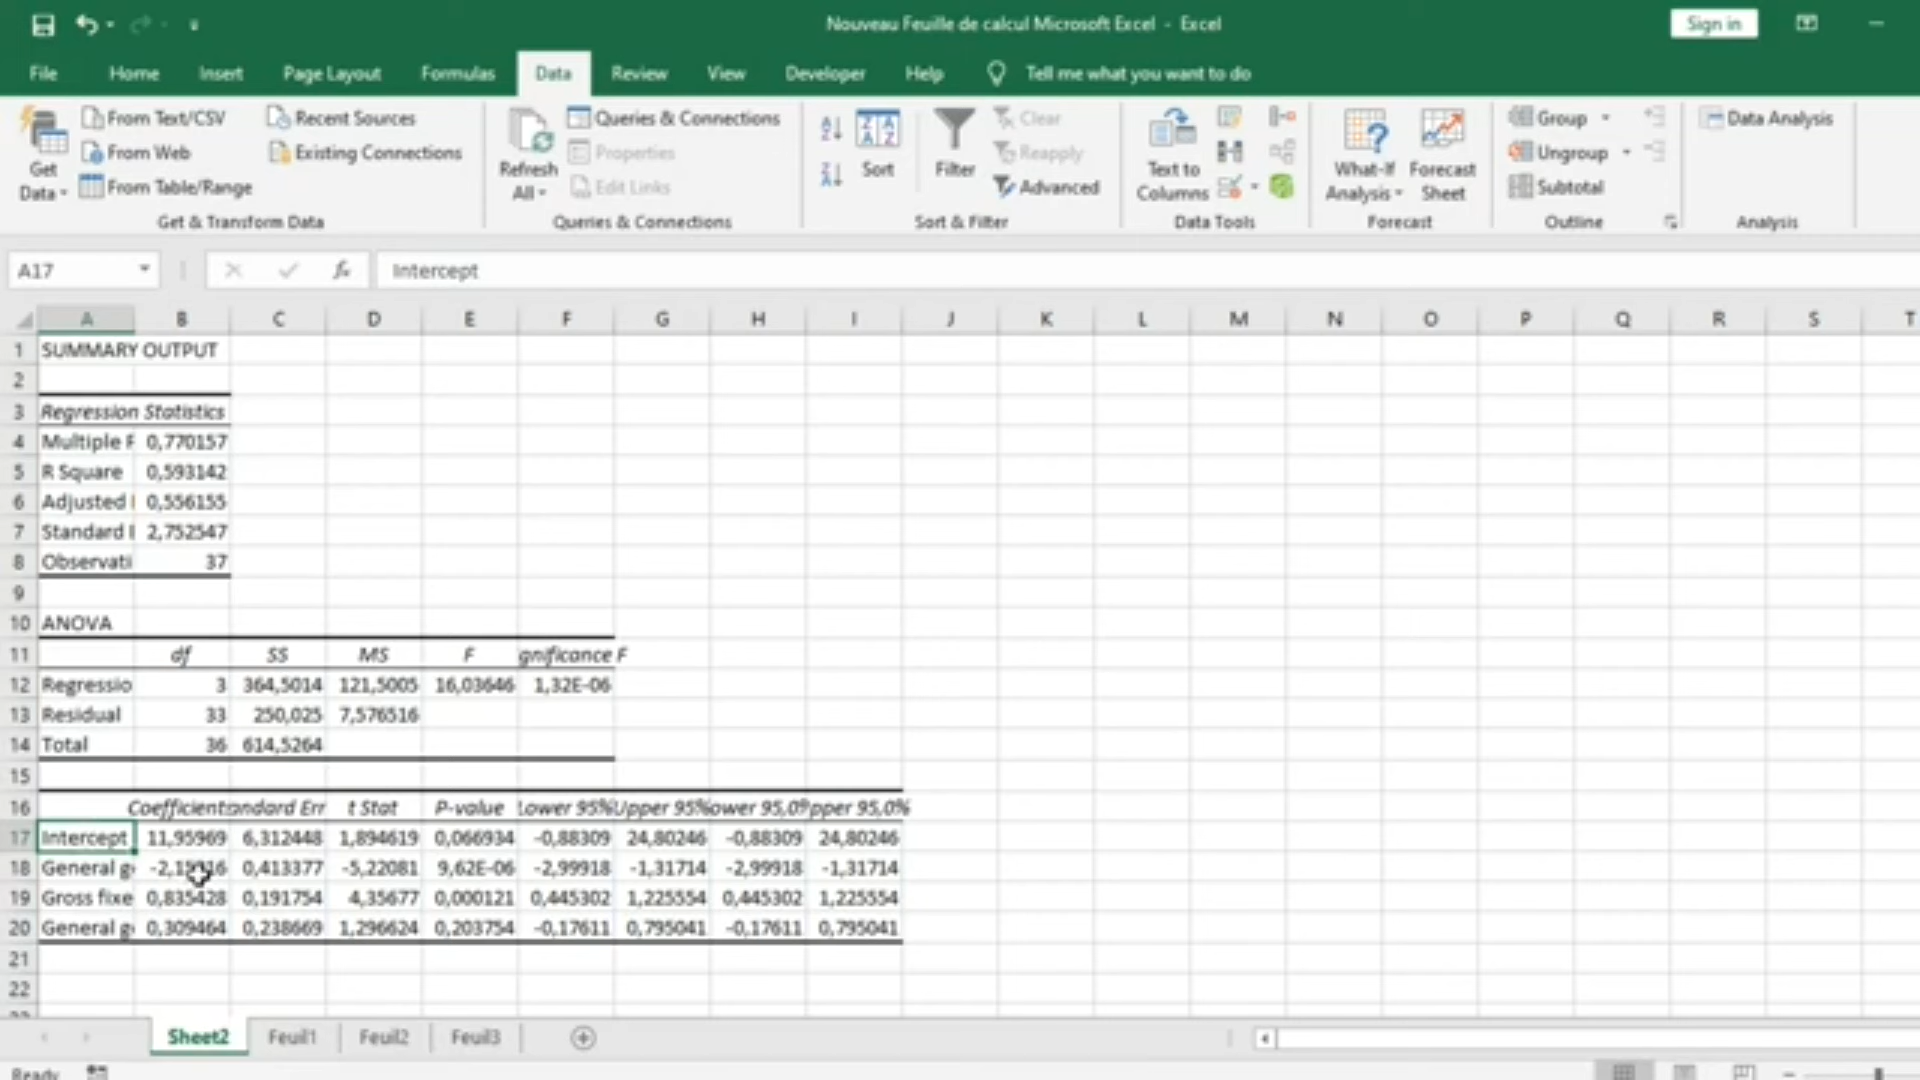 Nouveau Feuille de calcul Microsoft Excel - Excel
Sign in
File Home Insert Page Layout Formulas Data Review View Developer Help Tell me what you want to do
Get Data
From Text/CSV
From Web
From Table/Range
Recent Sources
Existing Connections
Get & Transform Data
Refresh All
Queries & Connections
Properties
Edit Links
Queries & Connections
Sort
Filter
Clear
Reapply
Advanced
Sort & Filter
Text to Columns
Data Tools
What-If Analysis
Forecast Sheet
Forecast
Group
Ungroup
Subtotal
Outline
Data Analysis
Analysis
A17 fx Intercept
A B C D E F G H I J K L M N O P Q R S T
1 SUMMARY OUTPUT
2
3 Regression Statistics
4 Multiple R 0,770157
5 R Square 0,593142
6 Adjusted 0,556155
7 Standard 2,752547
8 Observati 37
9
10 ANOVA
11 df SS MS F gnificance F
12 Regressio 3 364,5014 121,5005 16,03646 1,32E-06
13 Residual 33 250,025 7,576516
14 Total 36 614,5264
15
16 Coefficients andard Err t Stat P-value Lower 95% Upper 95% ower 95,0% pper 95,0%
17 Intercept 11,95969 6,312448 1,894619 0,066934 -0,88309 24,80246 -0,88309 24,80246
18 General g 0,413377 -5,22081 9,62E-06 -2,99918 -1,31714 -2,99918 -1,31714
19 Gross fixe 0,835428 0,191754 4,35677 0,000121 0,445302 1,225554 0,445302 1,225554
20 General g 0,309464 0,238669 1,296624 0,203754 -0,17611 0,795041 -0,17611 0,795041
21
22
Sheet2 Feuil1 Feuil2 Feuil3
Ready